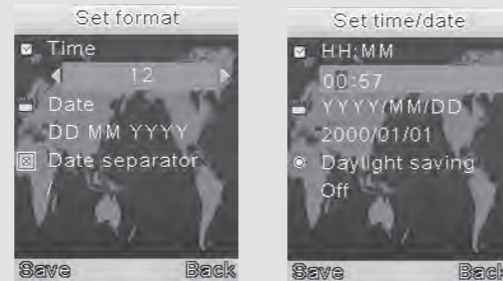 Set format
Time
12
Date
DD MM YYYY
Date separator
/
Save Back
Set time/date
HH:MM
00:57
YYYY/MM/DD
2000/01/01
Daylight saving
Off
Save Back